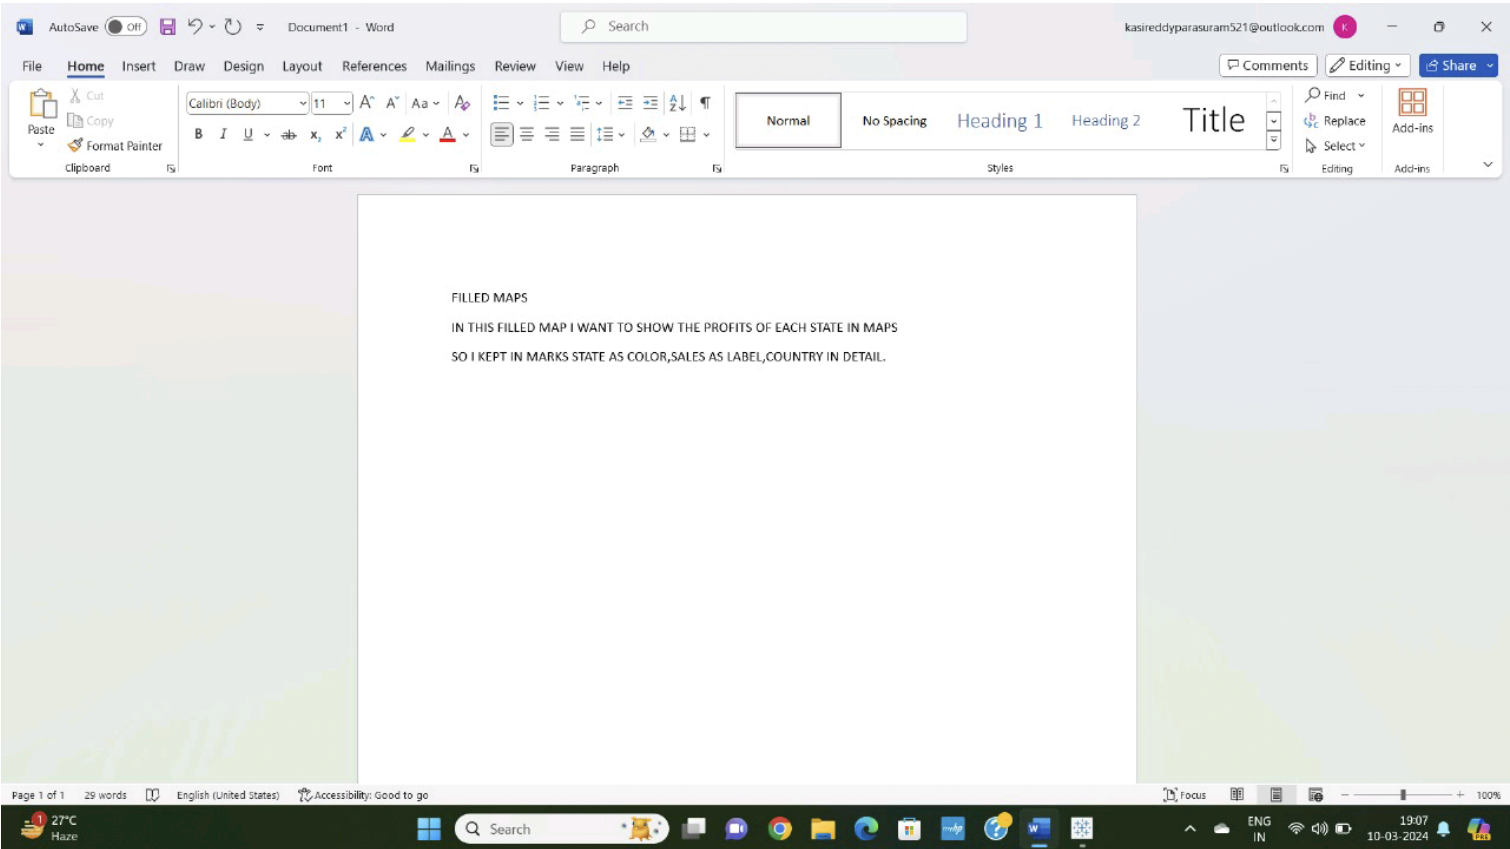 AutoSave Off Document1 - Word Search kasireddyparasuram521@outlook.com K
File Home Insert Draw Design Layout References Mailings Review View Help Comments Editing Share
Paste Cut Copy Format Painter
Clipboard
Calibri (Body) 11 A A Aa A
B I U ab x, x² A A
Font
Paragraph
Normal No Spacing Heading 1 Heading 2 Title
Styles
Find
Replace
Select
Editing
Add-ins
Add-ins
FILLED MAPS
IN THIS FILLED MAP I WANT TO SHOW THE PROFITS OF EACH STATE IN MAPS
SO I KEPT IN MARKS STATE AS COLOR,SALES AS LABEL,COUNTRY IN DETAIL.
Page 1 of 1 29 words English (United States) Accessibility: Good to go Focus 100%
1 27°C
Haze
Search
ENG
IN
19:07
10-03-2024